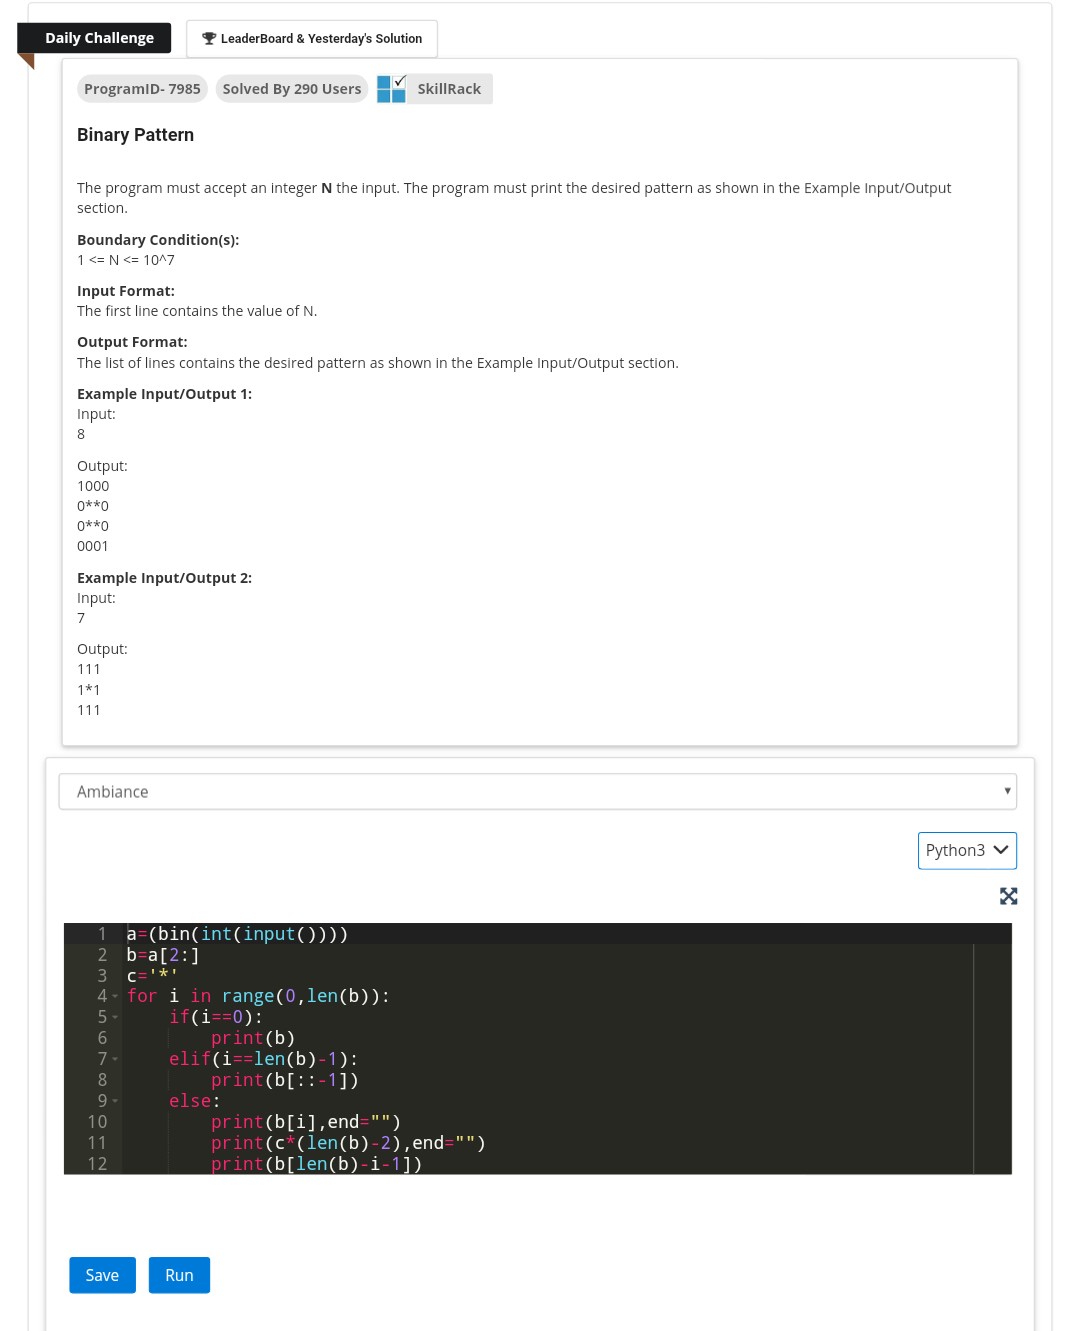 Daily Challenge
LeaderBoard & Yesterday's Solution
ProgramID- 7985
Solved By 290 Users
SkillRack
Binary Pattern
The program must accept an integer N the input. The program must print the desired pattern as shown in the Example Input/Output
section.
Boundary Condition(s):
1 <= N <= 10^7
Input Format:
The first line contains the value of N.
Output Format:
The list of lines contains the desired pattern as shown in the Example Input/Output section.
Example Input/Output 1:
Input:
8
Output:
1000
0**0
0**0
0001
Example Input/Output 2:
Input:
7
Output:
111
1*1
111
Ambiance
Python3
1 a=(bin(int(input())))
2 b=a[2:]
3 c='*'
4 for i in range(0,len(b)):
5     if(i==0):
6         print(b)
7     elif(i==len(b)-1):
8         print(b[::-1])
9     else:
10         print(b[i],end="")
11         print(c*(len(b)-2),end="")
12         print(b[len(b)-i-1])
Save
Run